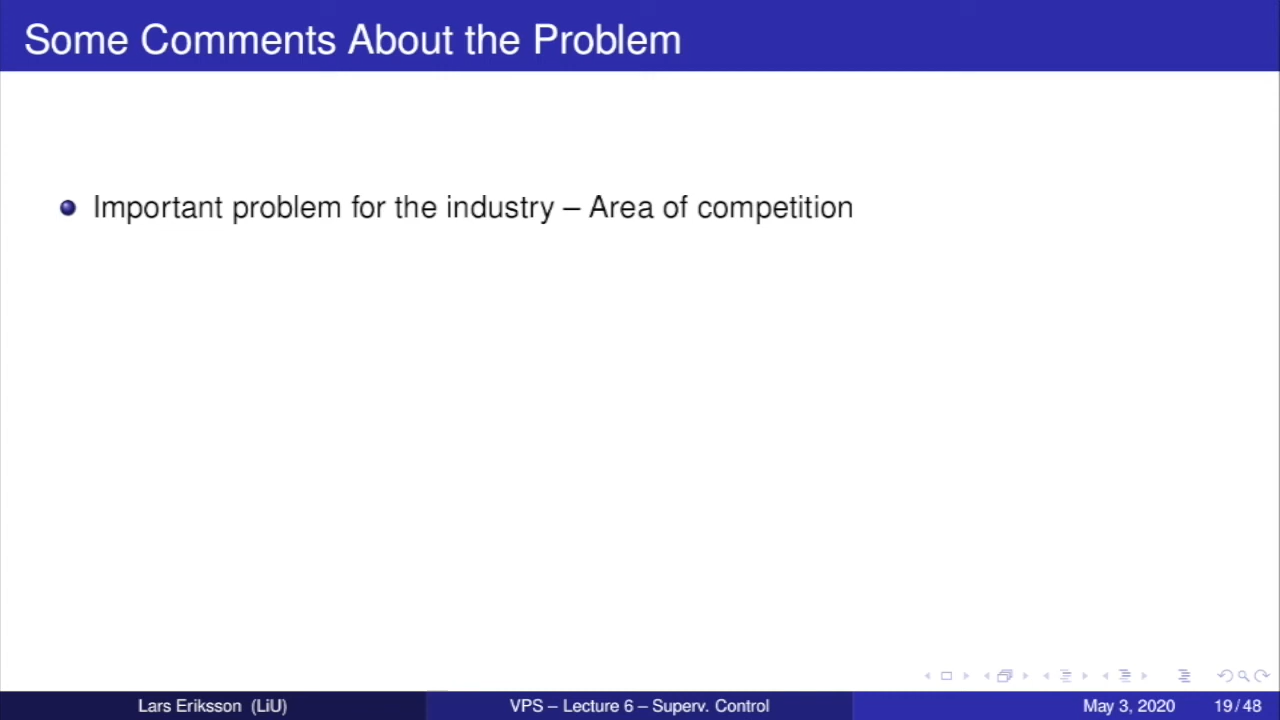 Some Comments About the Problem
Important problem for the industry – Area of competition
Lars Eriksson (LiU)
VPS – Lecture 6 – Superv. Control
May 3, 2020
19 / 48